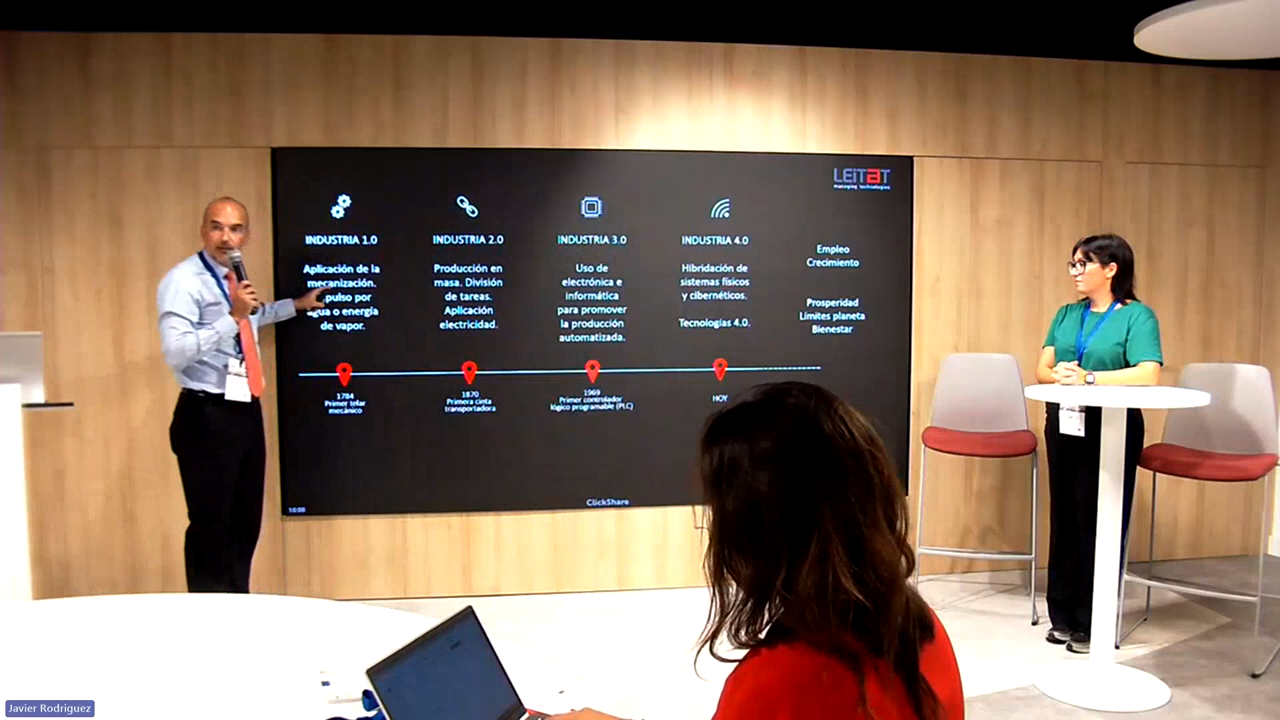 LEITAT
managing technologies
INDUSTRIA 1.0
Aplicación de la
mecanización.
pulso por
agua o energía
de vapor.
INDUSTRIA 2.0
Producción en
masa. División
de tareas.
Aplicación
electricidad.
INDUSTRIA 3.0
Uso de
electrónica e
informática
para promover
la producción
automatizada.
INDUSTRIA 4.0
Hibridación de
sistemas físicos
y cibernéticos.
Tecnologías 4.0.
Empleo
Crecimiento
Prosperidad
Límites planeta
Bienestar
1784
Primer telar
mecánico
1870
Primera cinta
transportadora
1969
Primer controlador
lógico programable (PLC)
HOY
10:00
ClickShare
Javier Rodriguez